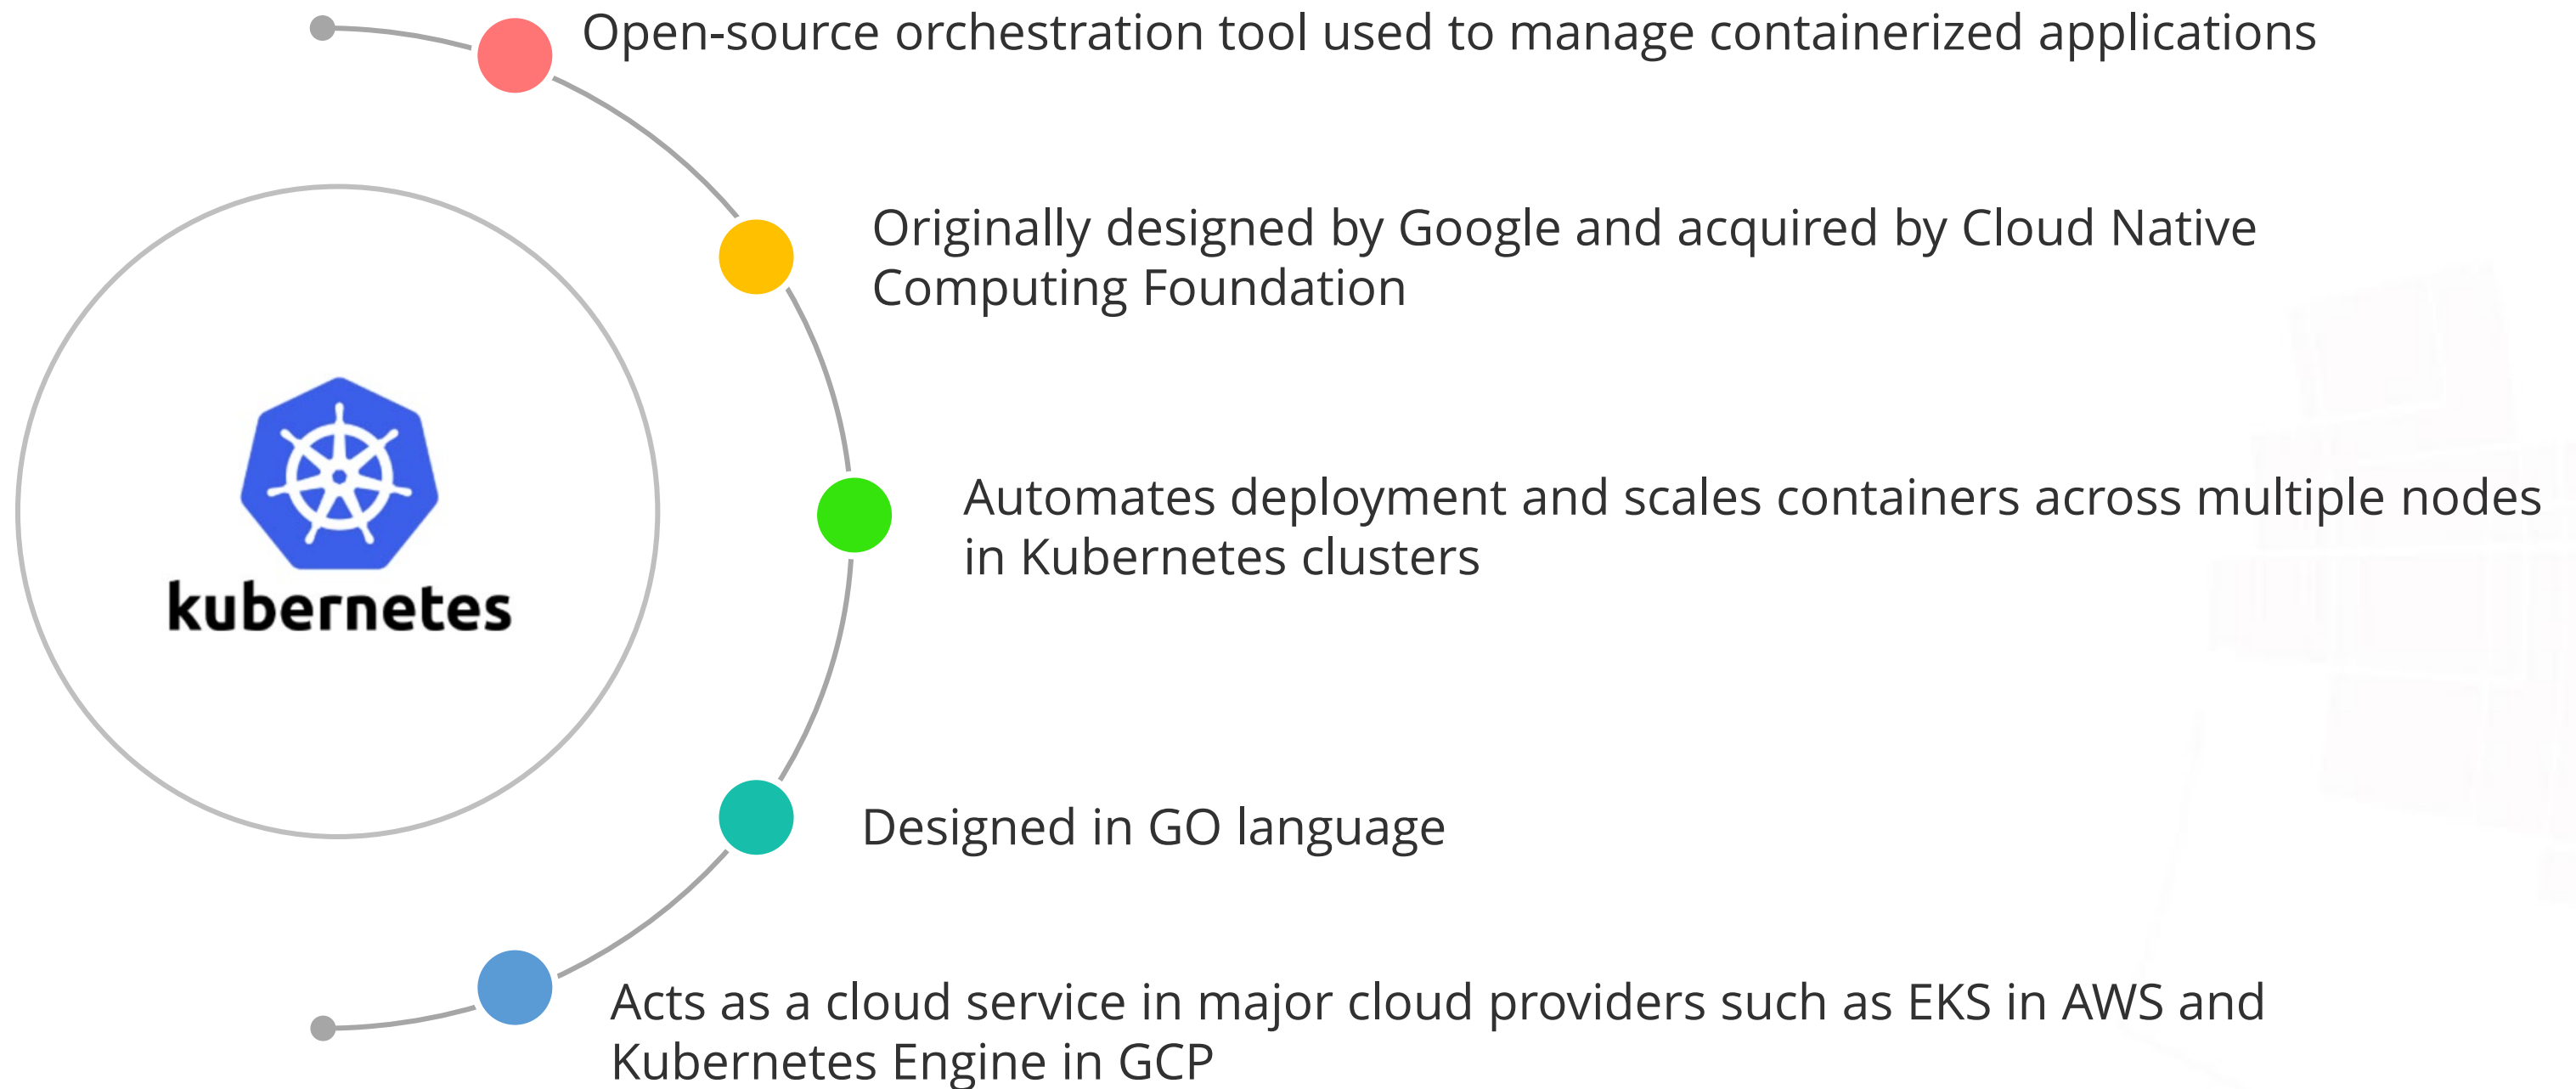 Open-source orchestration tool used to manage containerized applications
Originally designed by Google and acquired by Cloud Native
Computing Foundation
kubernetes
Automates deployment and scales containers across multiple nodes
in Kubernetes clusters
Designed in GO language
Acts as a cloud service in major cloud providers such as EKS in AWS and
Kubernetes Engine in GCP